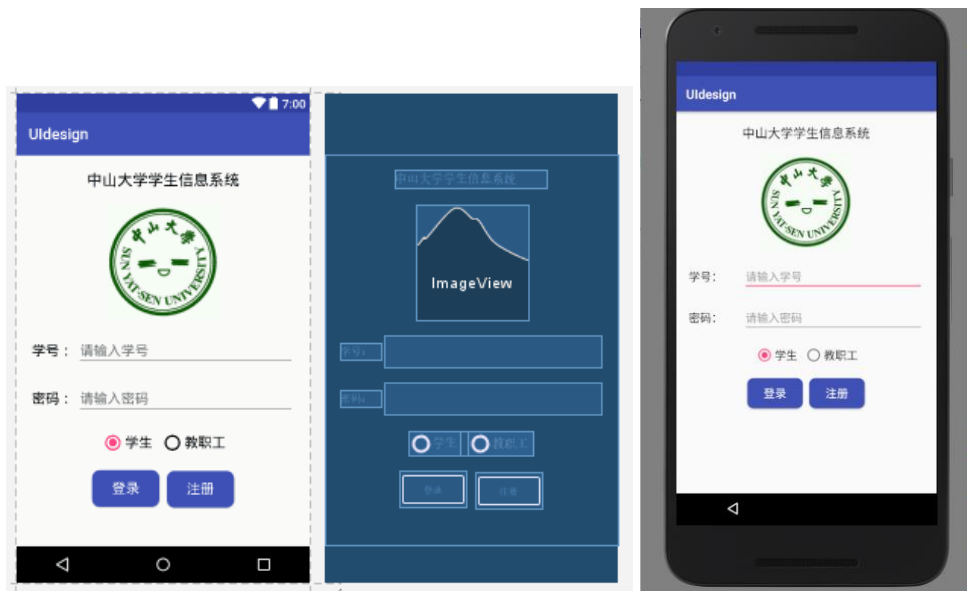 7:00
UIdesign
中山大学学生信息系统
中山大學
SUN YAT-SEN UNIVERSITY
学号： 请输入学号
密码： 请输入密码
学生 教职工
登录 注册
中山大学学生信息系统
ImageView
学号：
密码：
学生 教职工
登录 注册
UIdesign
中山大学学生信息系统
中山大學
SUN YAT-SEN UNIVERSITY
学号： 请输入学号
密码： 请输入密码
学生 教职工
登录 注册